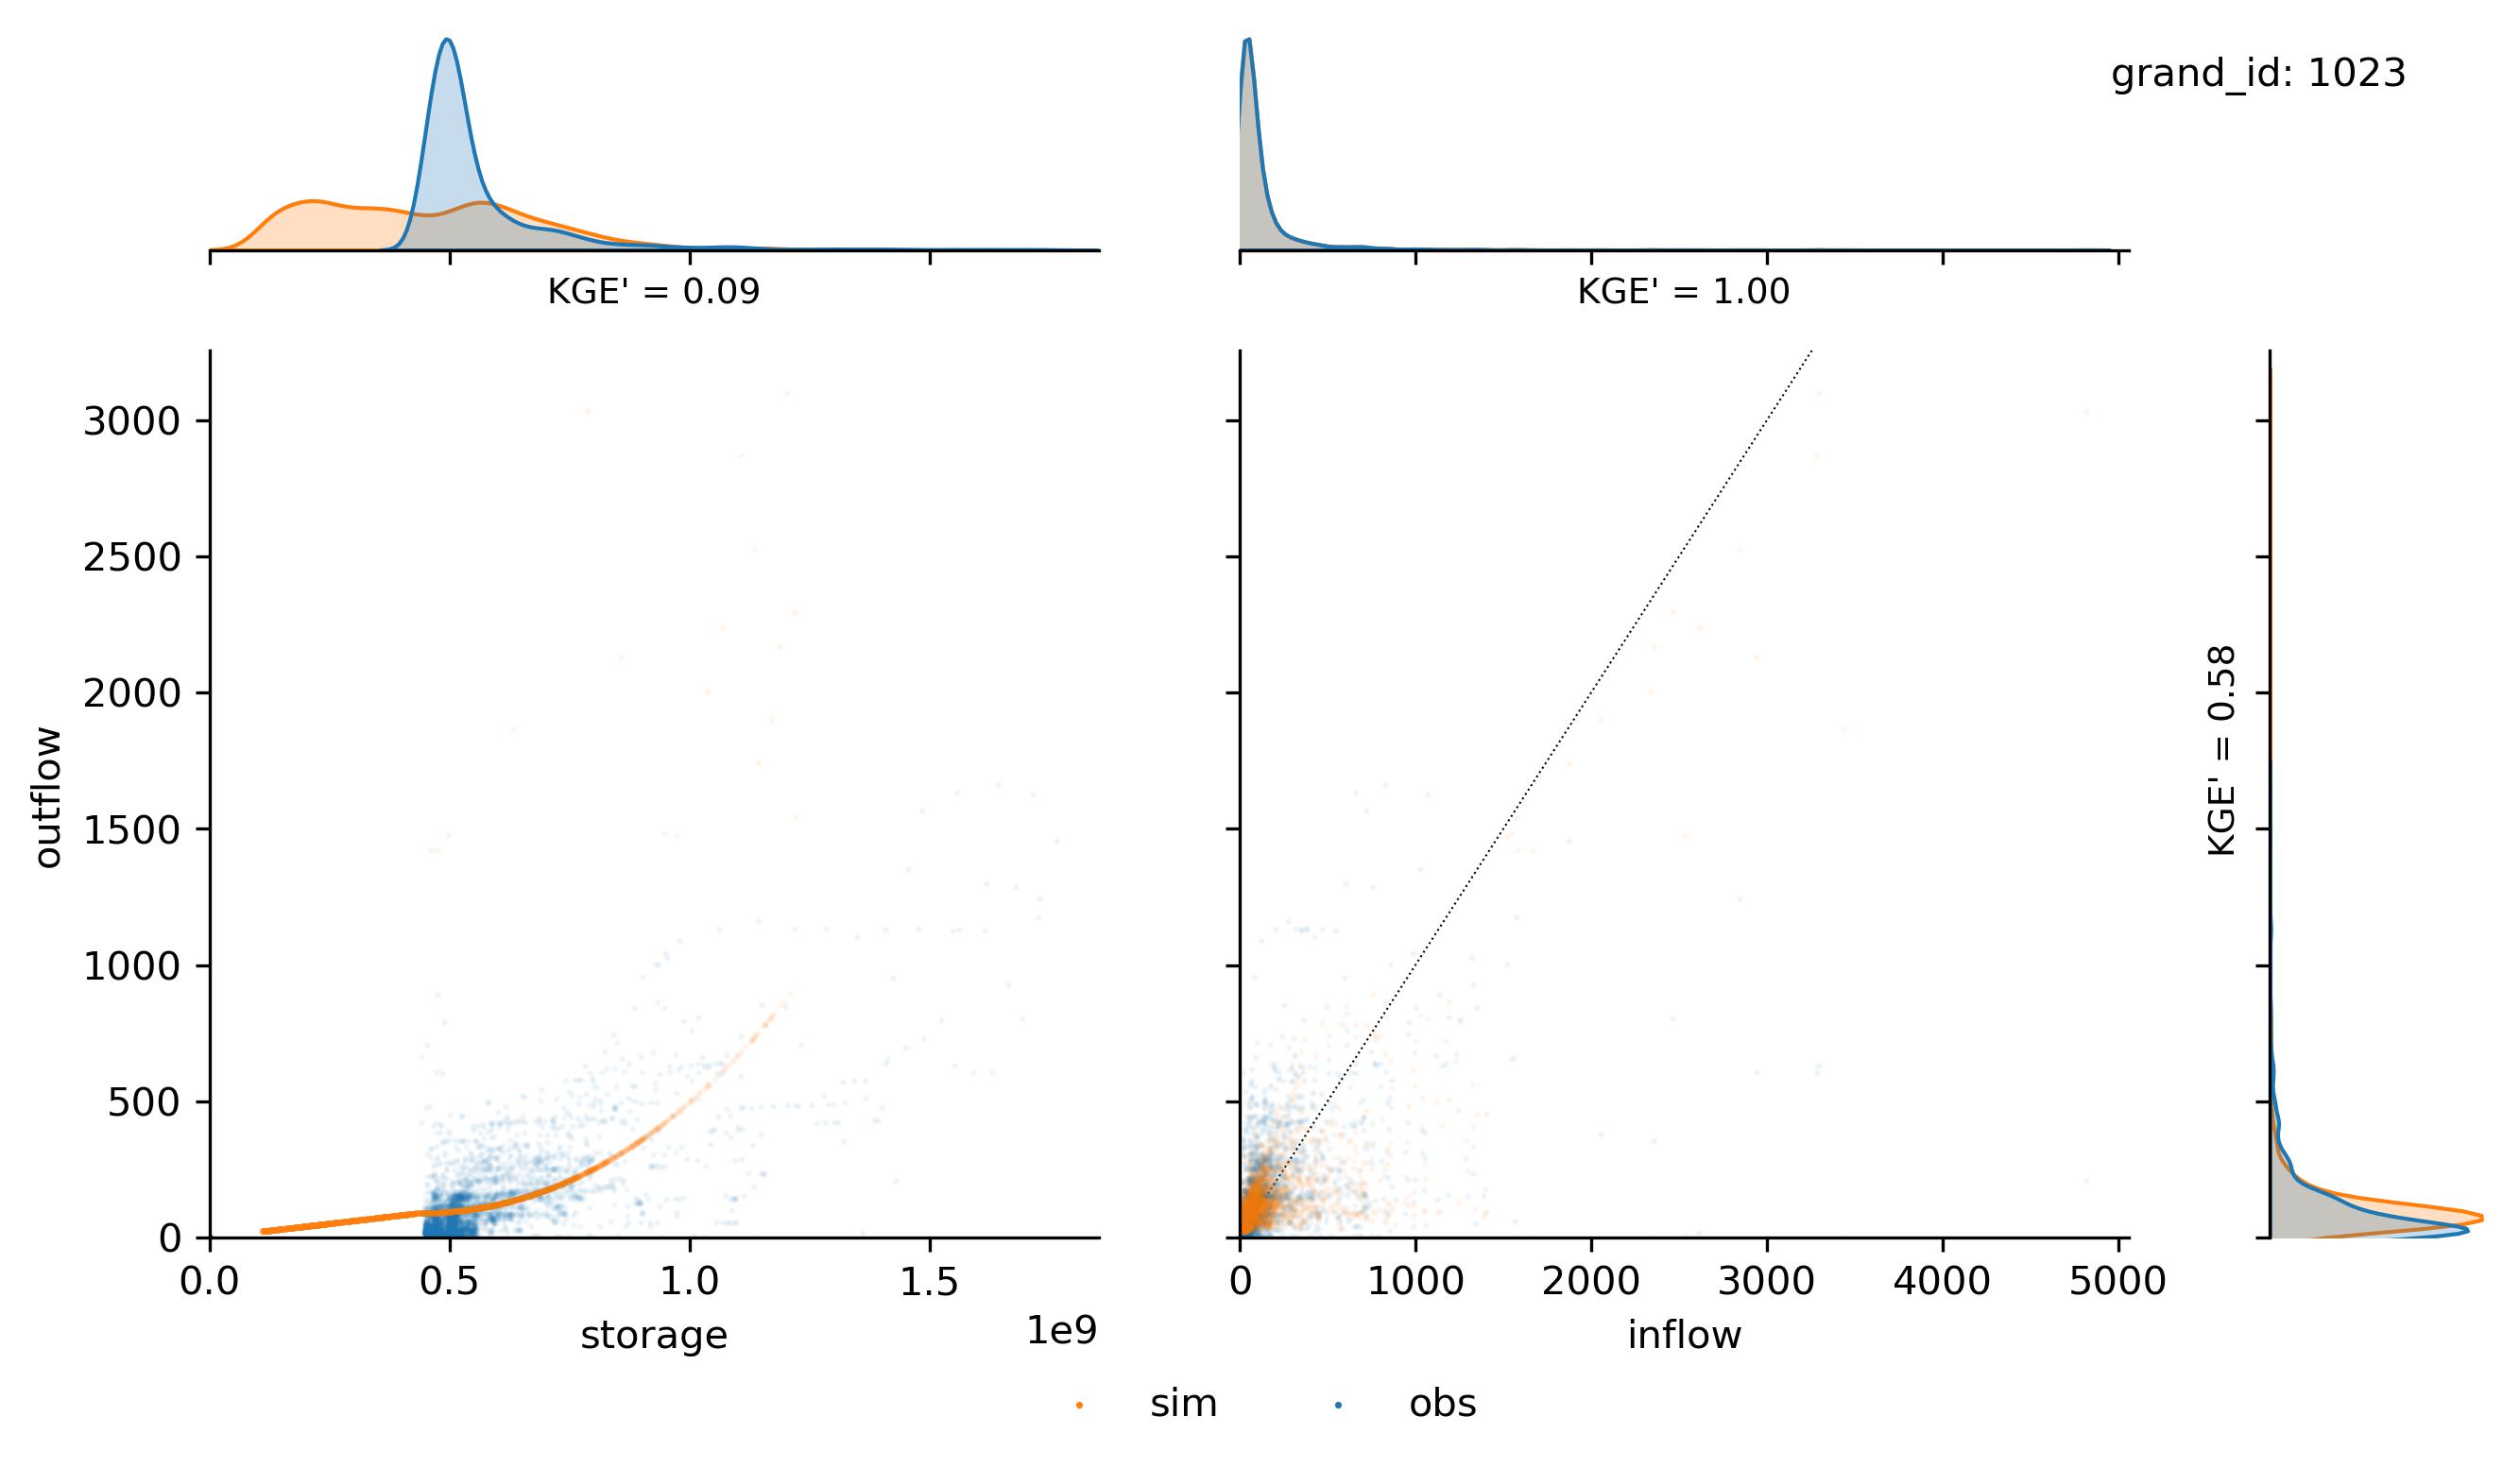 grand_id: 1023
KGE' = 0.09
KGE' = 1.00
3000
2500
2000
1500
1000
500
0
outflow
0.0 0.5 1.0 1.5
storage
1e9
0 1000 2000 3000 4000 5000
inflow
KGE' = 0.58
sim obs